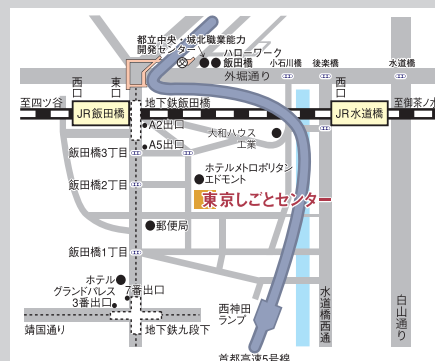 都立中央・城北職業能力
開発センター
ハローワーク
飯田橋
小石川橋
後楽橋
水道橋
外堀通り
西口
東口
西口
至四ツ谷
JR飯田橋
地下鉄飯田橋
JR水道橋
至御茶ノ水
A2出口
大和ハウス
工業
A5出口
飯田橋3丁目
ホテルメトロポリタン
エドモント
飯田橋2丁目
東京しごとセンター
郵便局
飯田橋1丁目
ホテル
グランドパレス
7番出口
3番出口
西神田
ランプ
水道橋西通
白山通り
靖国通り
地下鉄九段下
首都高速5号線